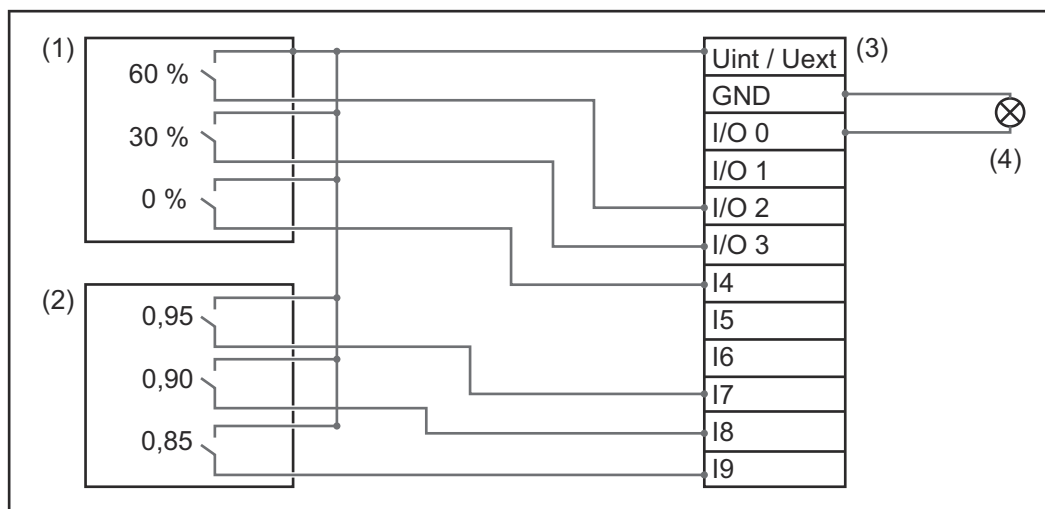 (1)
60 %
30 %
0 %
(2)
0,95
0,90
0,85
Uint / Uext
(3)
GND
I/O 0
I/O 1
I/O 2
I/O 3
I4
I5
I6
I7
I8
I9
(4)